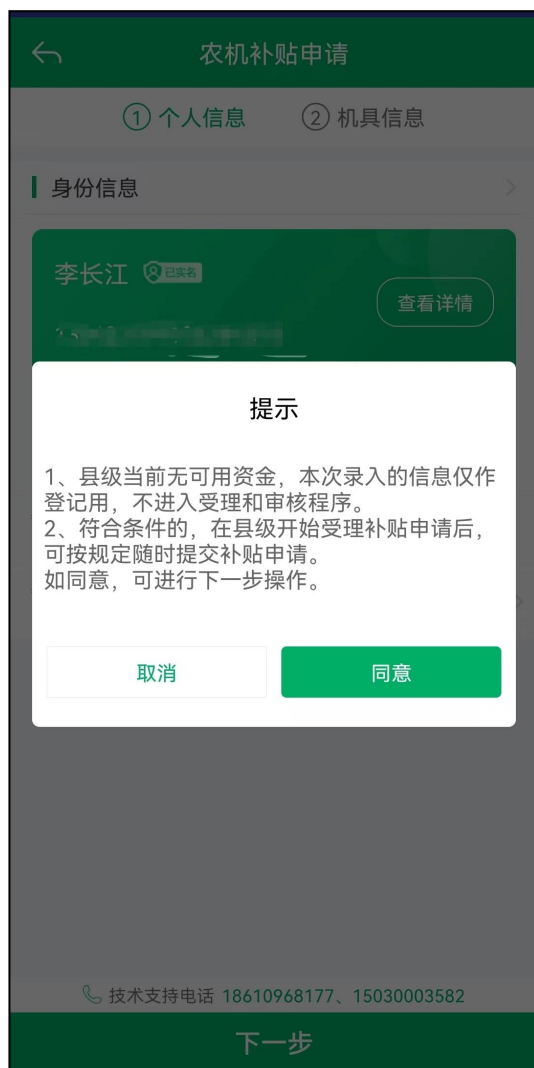 农机补贴申请
① 个人信息 ② 机具信息
身份信息
李长江 已实名
查看详情
提示
1、县级当前无可用资金，本次录入的信息仅作
登记用，不进入受理和审核程序。
2、符合条件的，在县级开始受理补贴申请后，
可按规定随时提交补贴申请。
如同意，可进行下一步操作。
取消 同意
技术支持电话 18610968177、15030003582
下一步